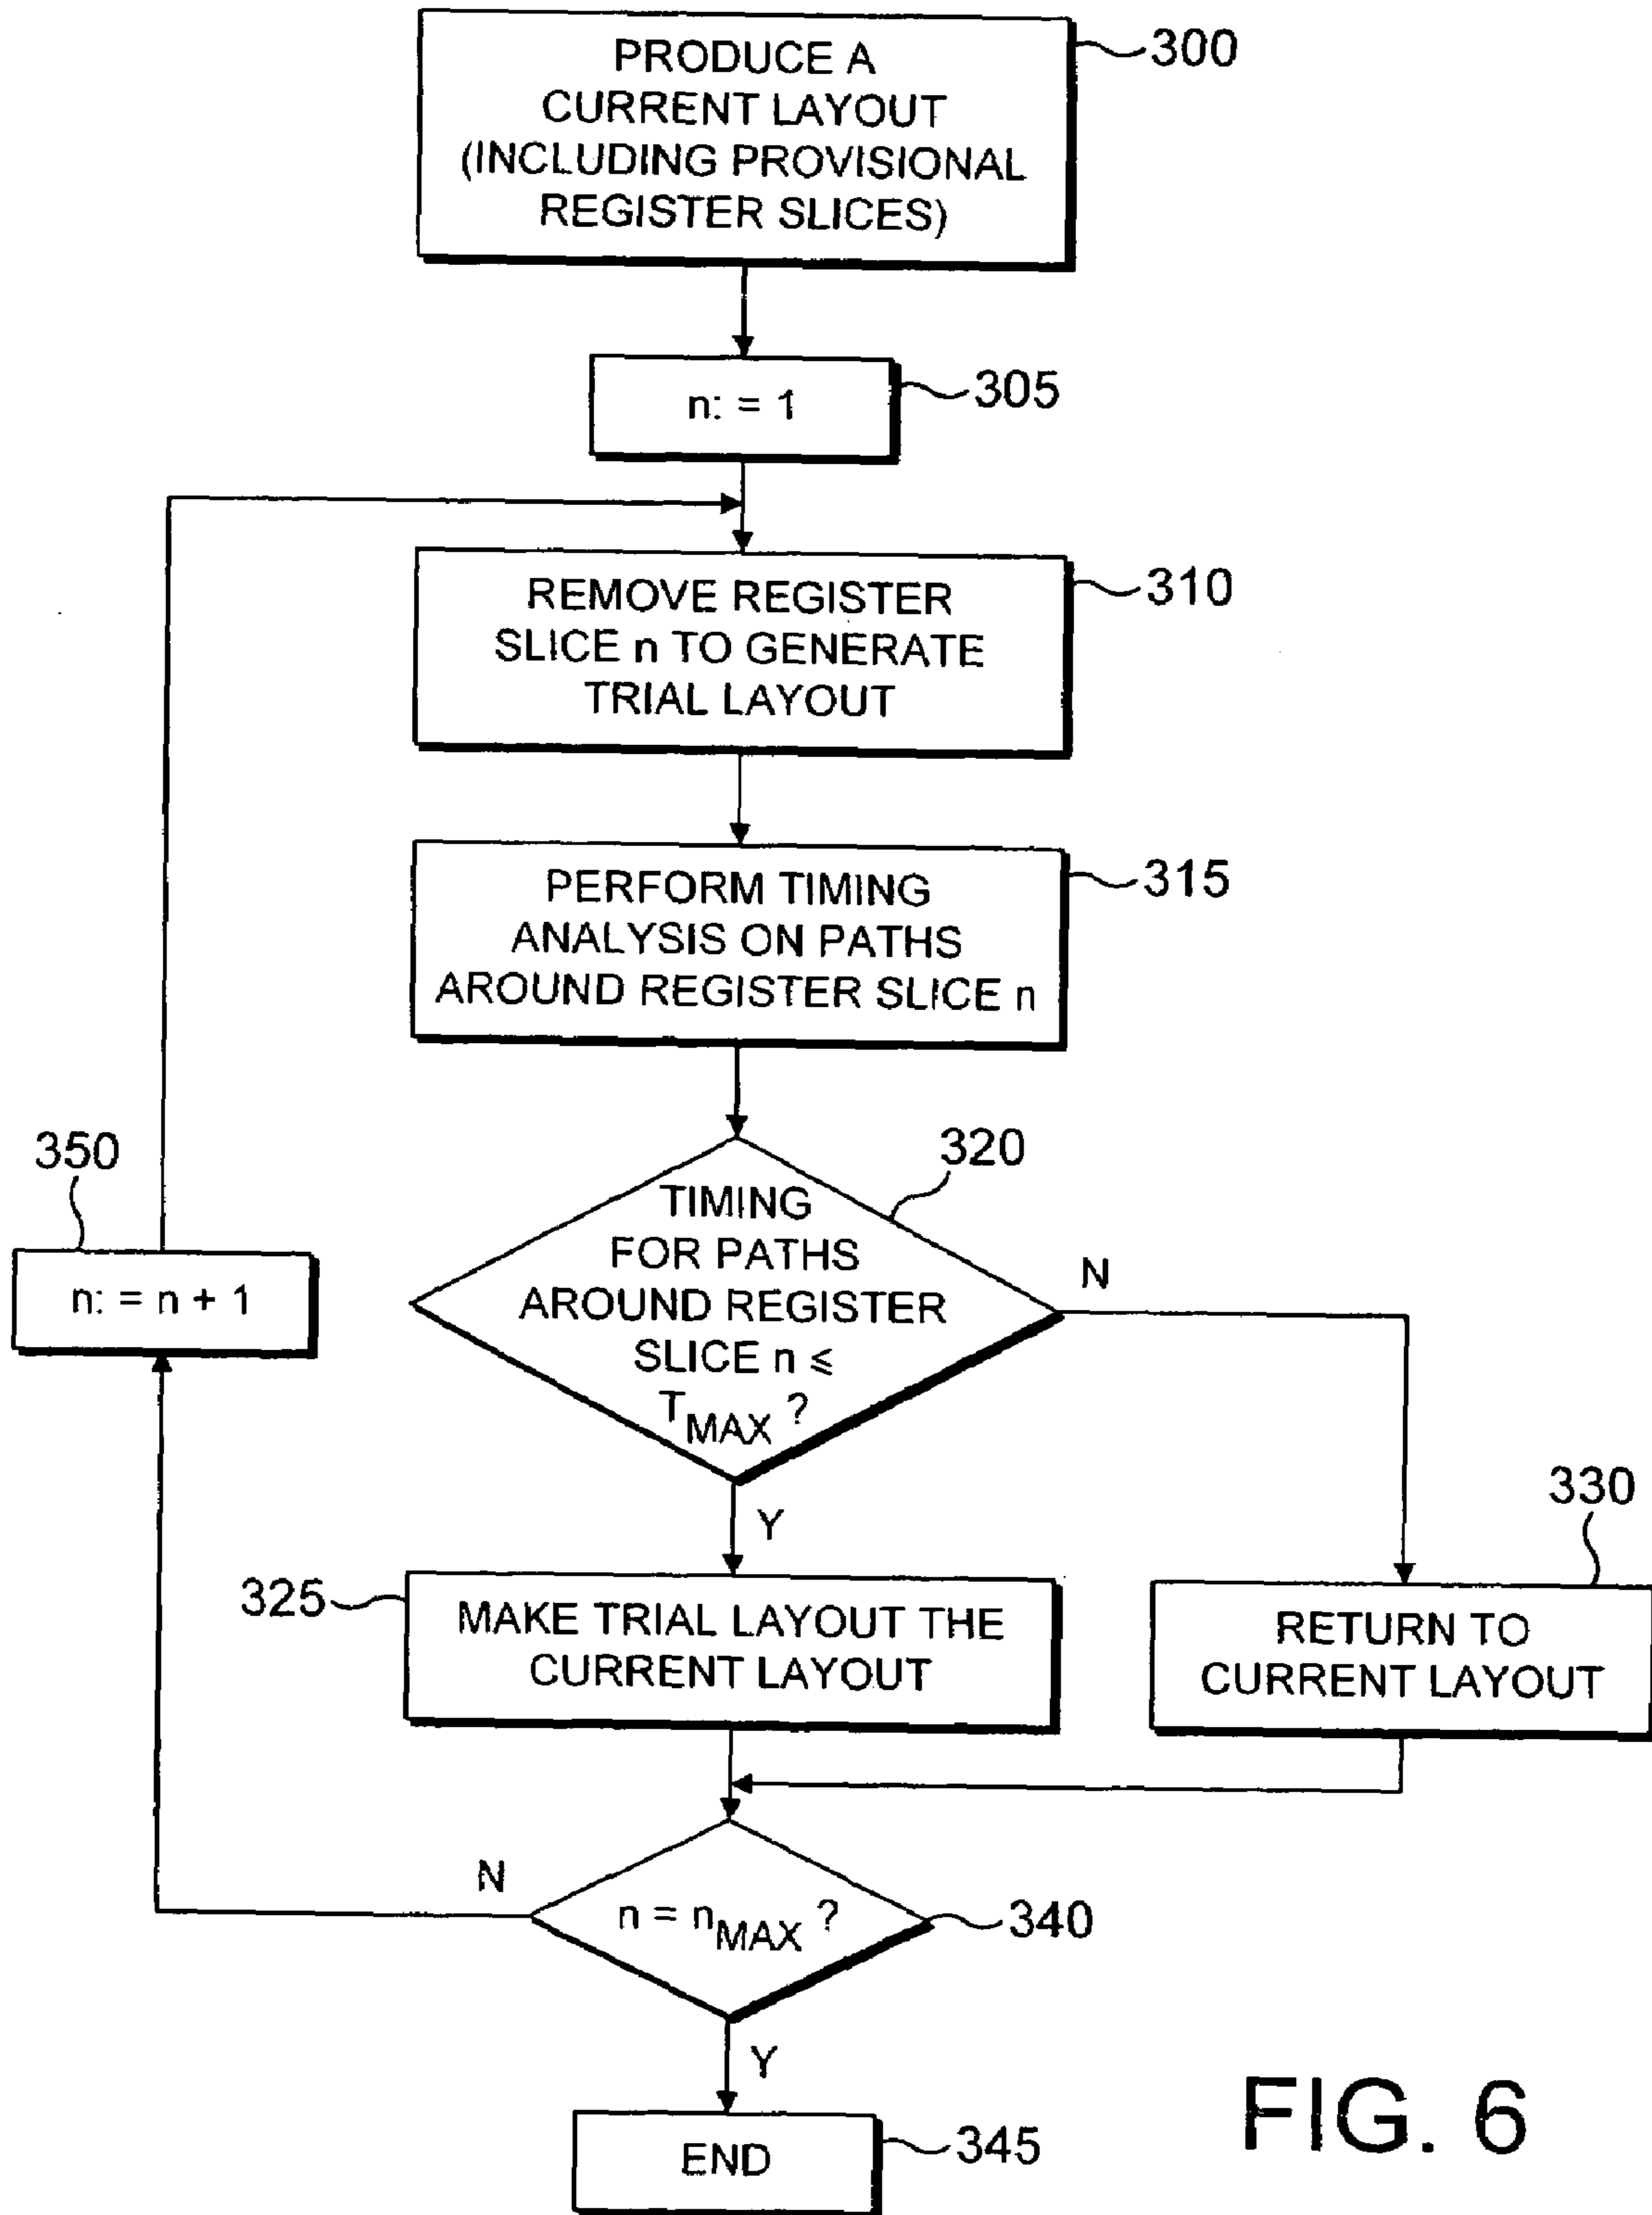 PRODUCE A
CURRENT LAYOUT
(INCLUDING PROVISIONAL
REGISTER SLICES)
300
n: = 1
305
REMOVE REGISTER
SLICE n TO GENERATE
TRIAL LAYOUT
310
PERFORM TIMING
ANALYSIS ON PATHS
AROUND REGISTER SLICE n
315
350
n: = n + 1
320
TIMING
FOR PATHS
AROUND REGISTER
SLICE n ⩽
TMAX ?
N
Y
325
MAKE TRIAL LAYOUT THE
CURRENT LAYOUT
330
RETURN TO
CURRENT LAYOUT
N
n = nMAX ?
340
Y
END
345
FIG. 6